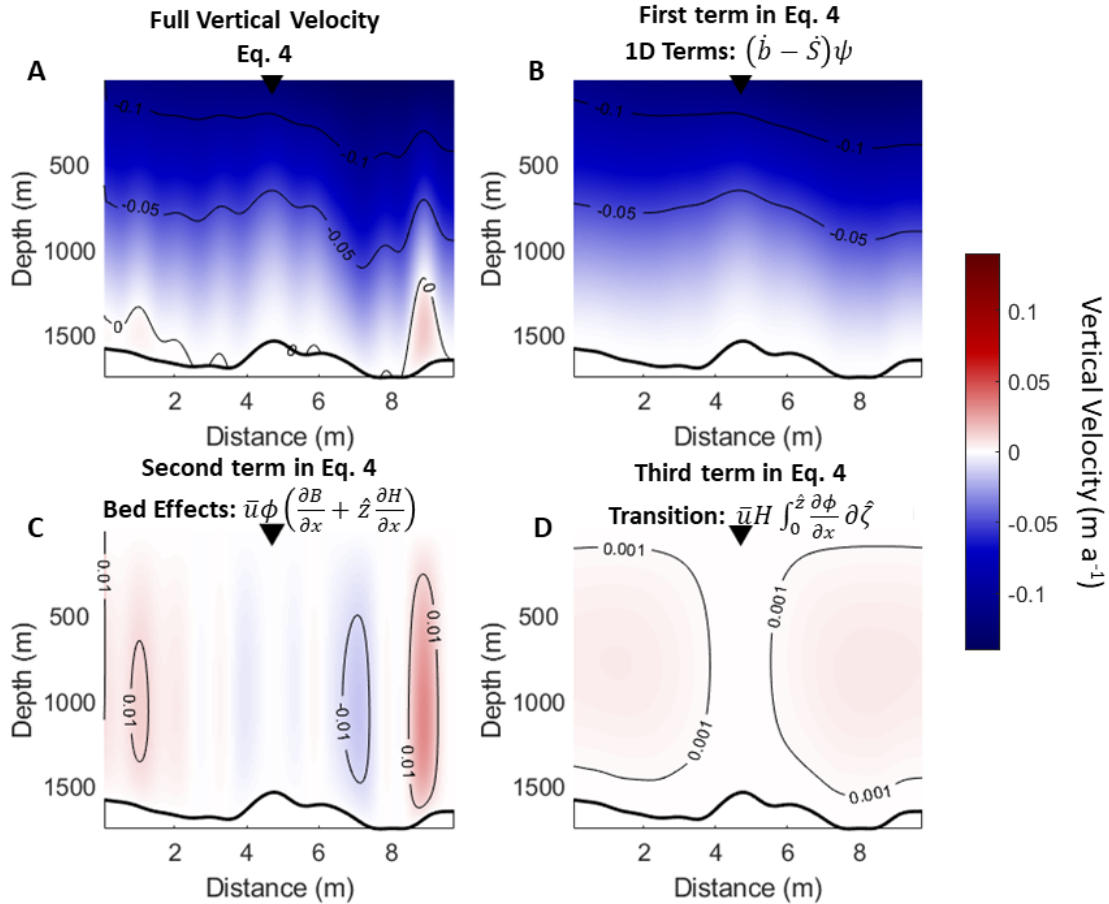 Full Vertical Velocity
Eq. 4
A
-0.1
-0.1
-0.05
-0.05
0
0
0
500
1000
1500
Depth (m)
2 4 6 8
Distance (m)
First term in Eq. 4
1D Terms: (ḃ − Ṡ)ψ
B
-0.1
-0.1
-0.05
-0.05
500
1000
1500
Depth (m)
2 4 6 8
Distance (m)
Second term in Eq. 4
Bed Effects: ūϕ(∂B/∂x + ẑ ∂H/∂x)
C
0.01
0.01
-0.01
0.01
0.01
500
1000
1500
Depth (m)
2 4 6 8
Distance (m)
Third term in Eq. 4
Transition: ūH ∫₀^ẑ ∂ϕ/∂x ∂ζ̂
D
0.001
0.001
0.001
0.001
500
1000
1500
Depth (m)
2 4 6 8
Distance (m)
0.1
0.05
0
-0.05
-0.1
Vertical Velocity (m a⁻¹)